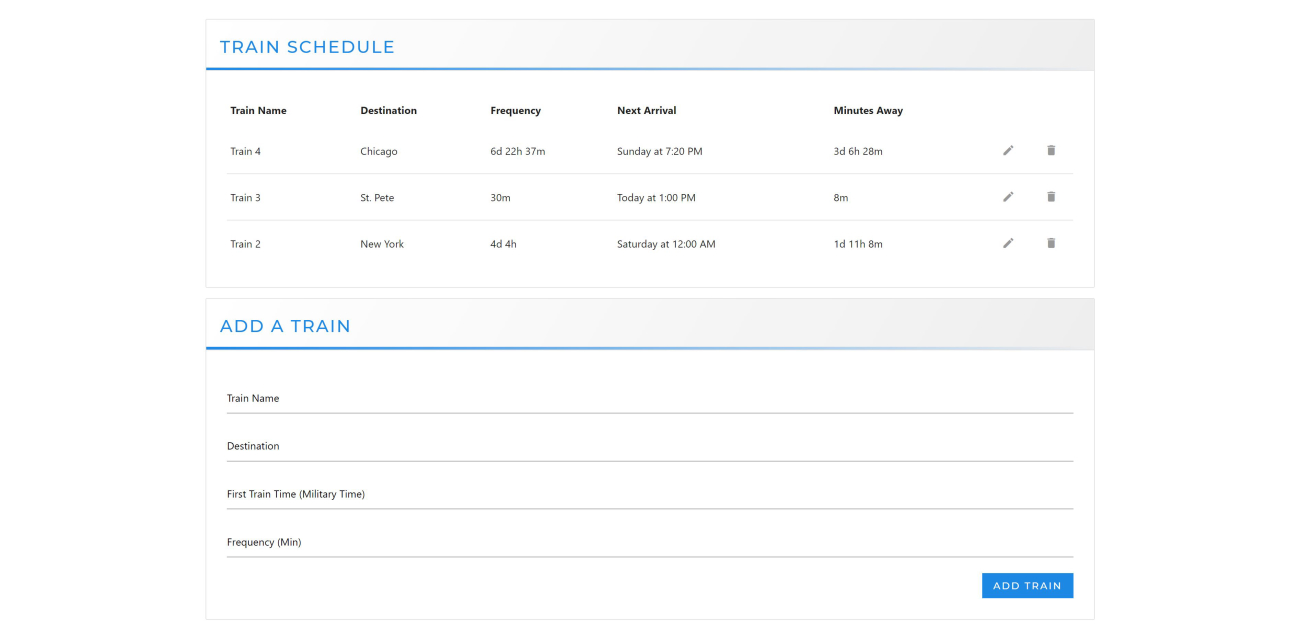 TRAIN SCHEDULE
Train Name Destination Frequency Next Arrival Minutes Away
Train 4 Chicago 6d 22h 37m Sunday at 7:20 PM 3d 6h 28m
Train 3 St. Pete 30m Today at 1:00 PM 8m
Train 2 New York 4d 4h Saturday at 12:00 AM 1d 11h 8m
ADD A TRAIN
Train Name
Destination
First Train Time (Military Time)
Frequency (Min)
ADD TRAIN